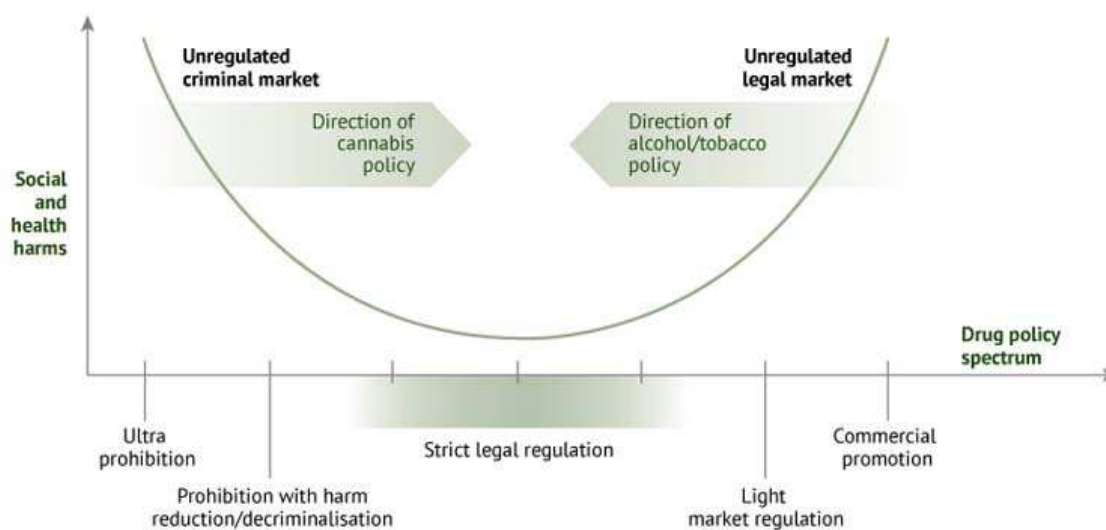 Unregulated
criminal market
Unregulated
legal market
Direction of
cannabis
policy
Direction of
alcohol/tobacco
policy
Social
and
health
harms
Drug policy
spectrum
Ultra
prohibition
Strict legal regulation
Commercial
promotion
Prohibition with harm
reduction/decriminalisation
Light
market regulation